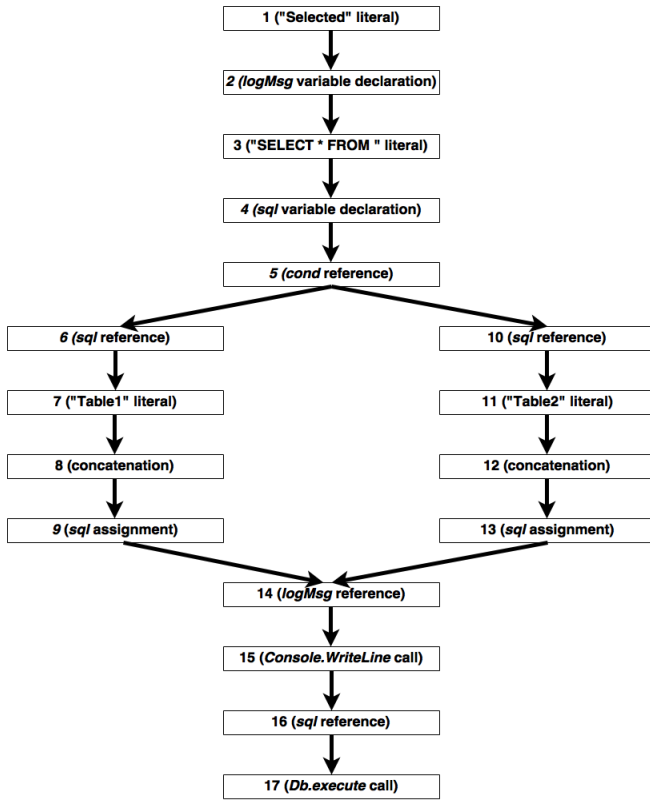 1 ("Selected" literal)
2 (logMsg variable declaration)
3 ("SELECT * FROM " literal)
4 (sql variable declaration)
5 (cond reference)
6 (sql reference)
10 (sql reference)
7 ("Table1" literal)
11 ("Table2" literal)
8 (concatenation)
12 (concatenation)
9 (sql assignment)
13 (sql assignment)
14 (logMsg reference)
15 (Console.WriteLine call)
16 (sql reference)
17 (Db.execute call)